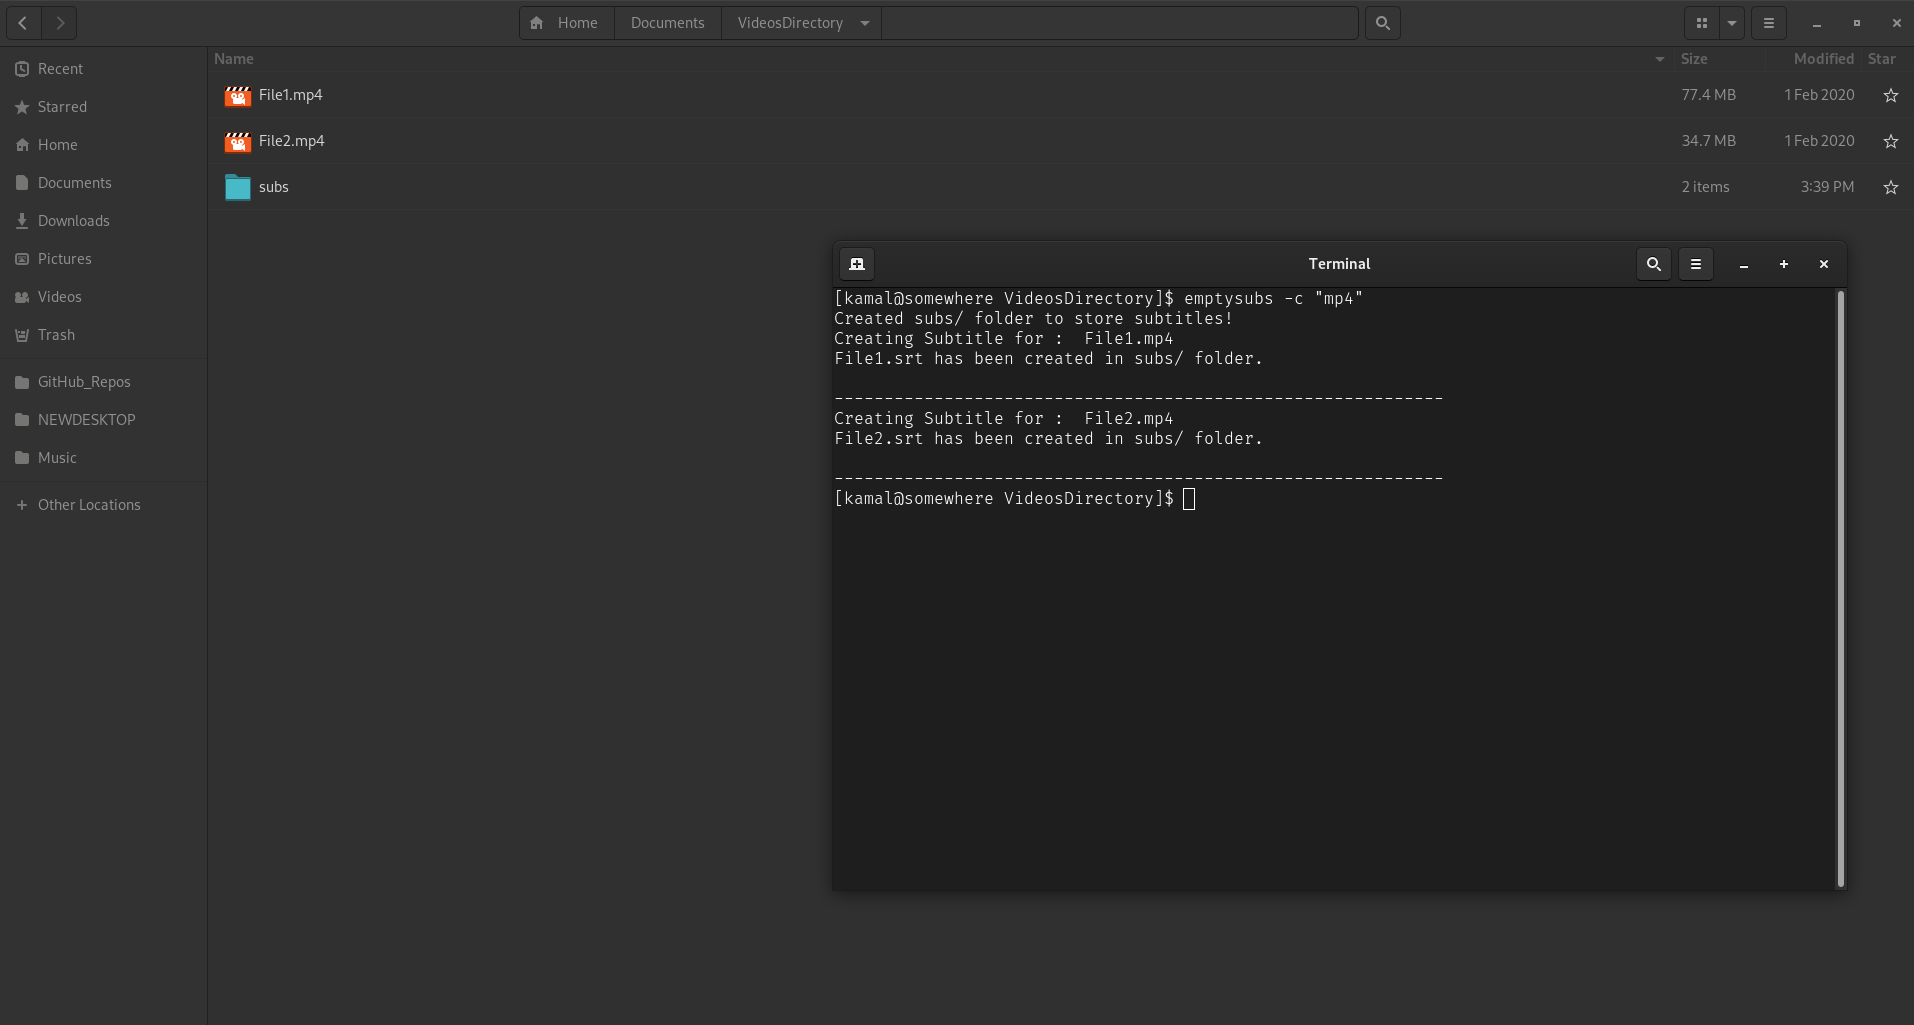 Home Documents VideosDirectory
Name Size Modified Star
Recent
Starred
Home
Documents
Downloads
Pictures
Videos
Trash
GitHub_Repos
NEWDESKTOP
Music
Other Locations
File1.mp4 77.4 MB 1 Feb 2020
File2.mp4 34.7 MB 1 Feb 2020
subs 2 items 3:39 PM
Terminal
[kamal@somewhere VideosDirectory]$ emptysubs -c "mp4"
Created subs/ folder to store subtitles!
Creating Subtitle for :  File1.mp4
File1.srt has been created in subs/ folder.
-------------------------------------------------------------
Creating Subtitle for :  File2.mp4
File2.srt has been created in subs/ folder.
-------------------------------------------------------------
[kamal@somewhere VideosDirectory]$